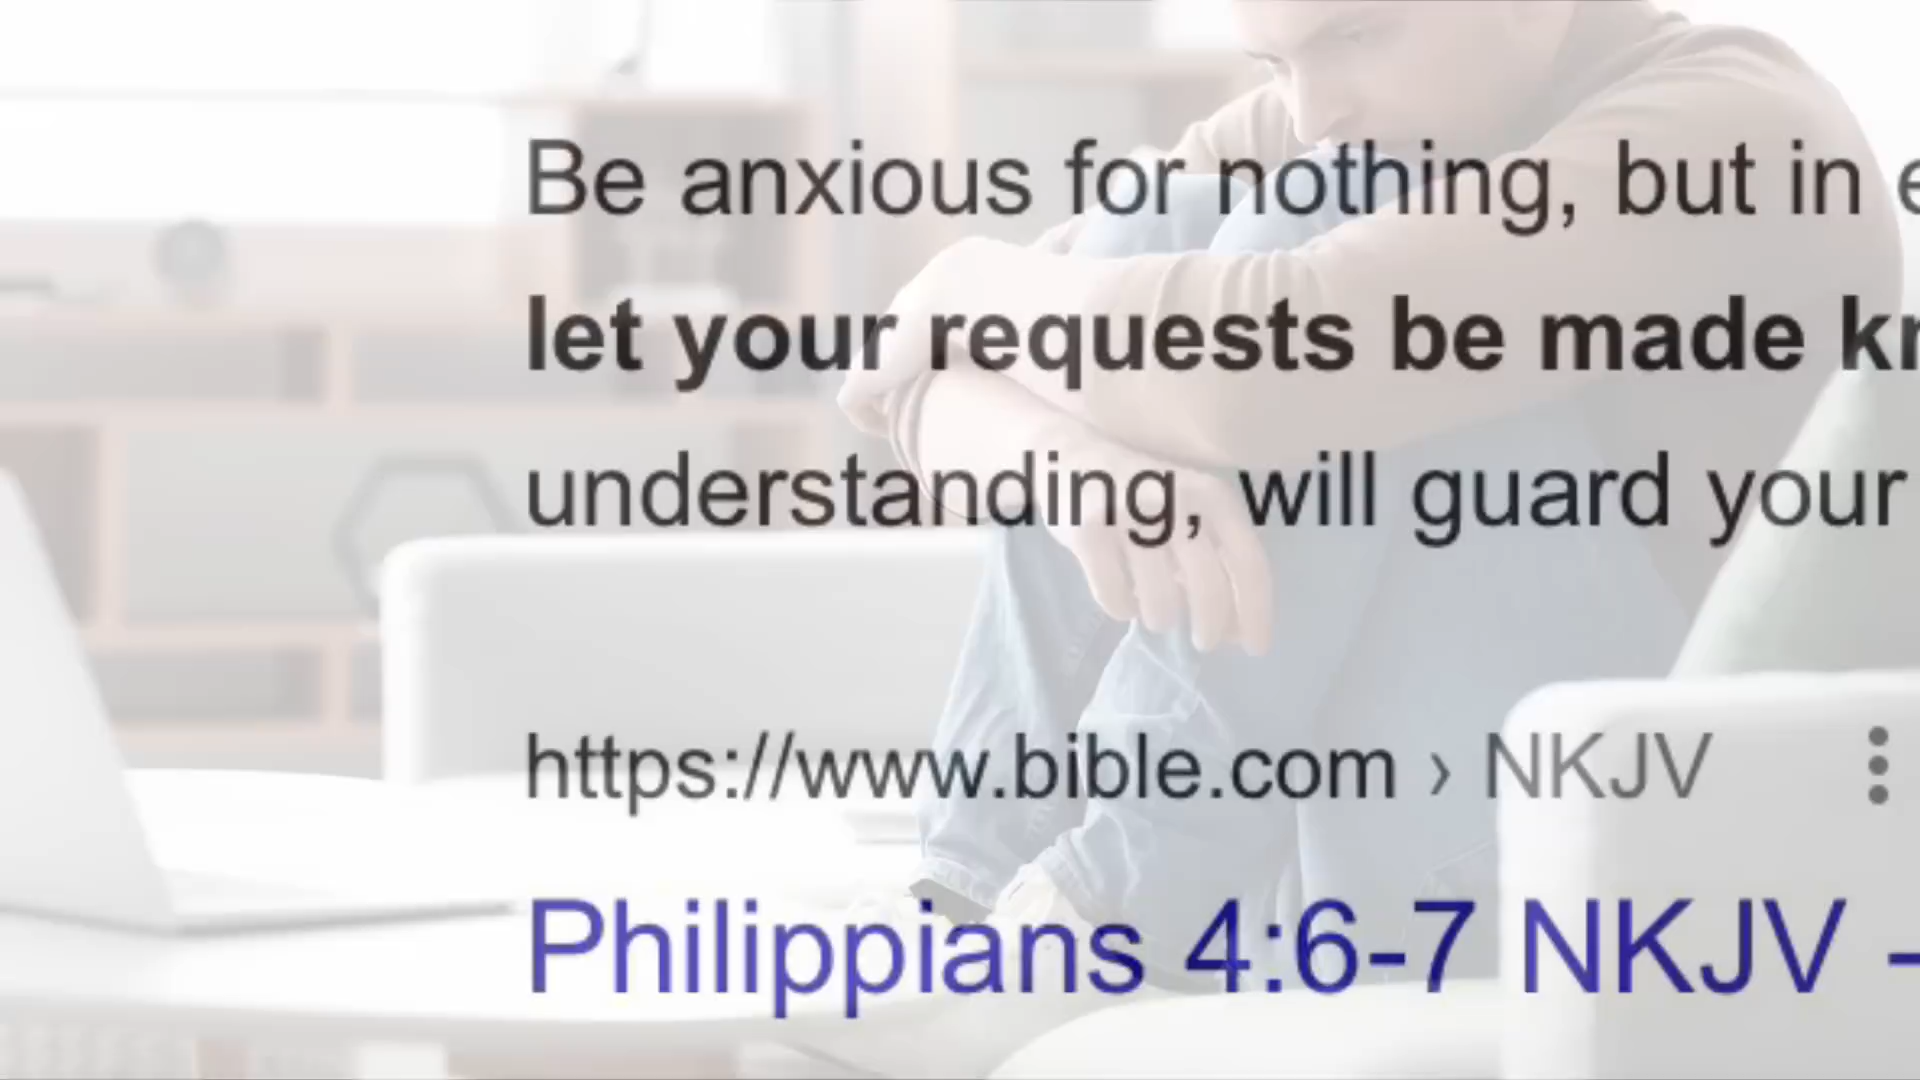 Be anxious for nothing, but in
let your requests be made
understanding, will guard your
https://www.bible.com › NKJV
Philippians 4:6-7 NKJV -